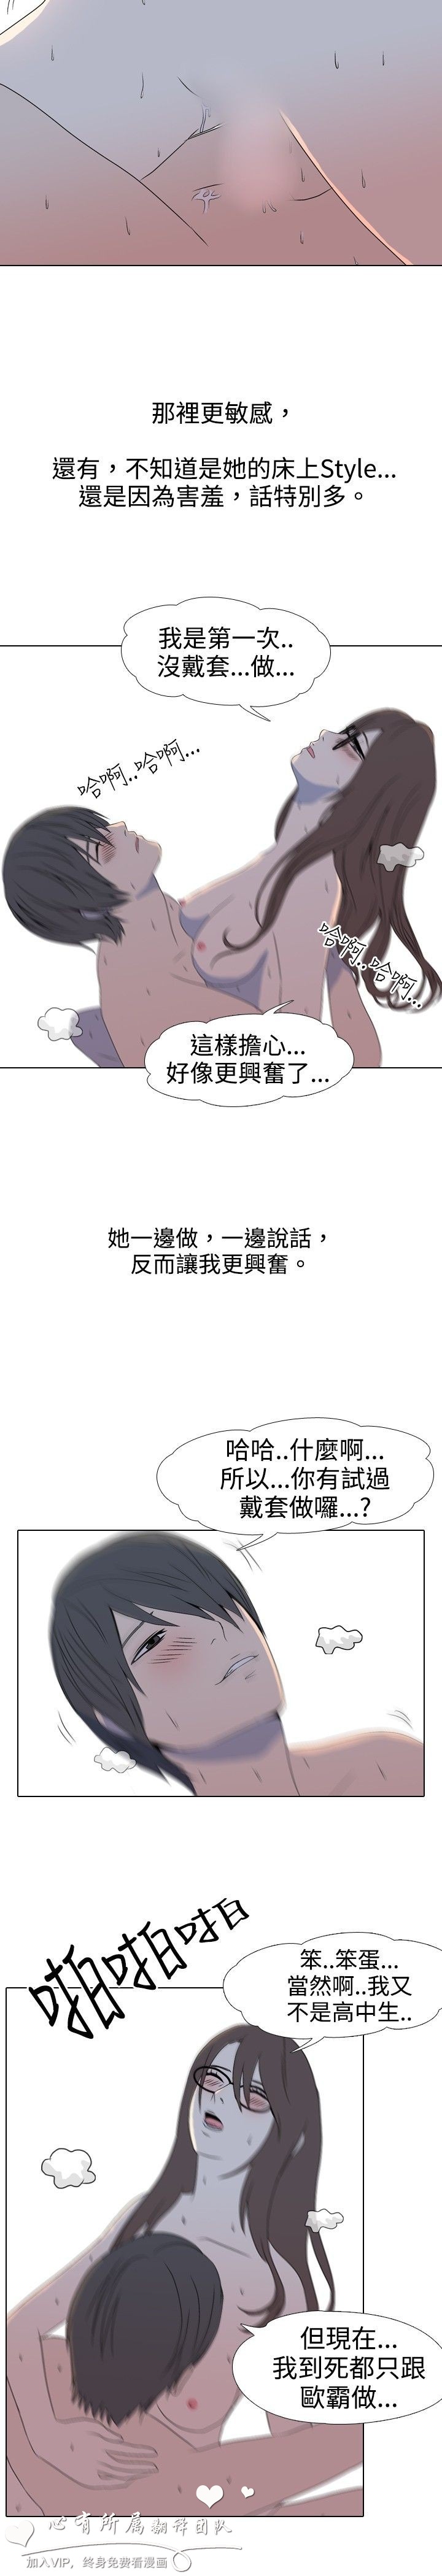 那裡更敏感，
還有，不知道是她的床上Style...
還是因為害羞，話特別多。
我是第一次..
沒戴套...做...
哈啊..哈啊...
哈啊..哈啊...
這樣擔心...
好像更興奮了...
她一邊做，一邊說話，
反而讓我更興奮。
哈哈..什麼啊...
所以...你有試過
戴套做囉...?
啪啪啪
笨..笨蛋...
當然啊..我又
不是高中生..
但現在...
我到死都只跟
歐霸做...
心有所属翻译团队
加入VIP，终身免费看漫画